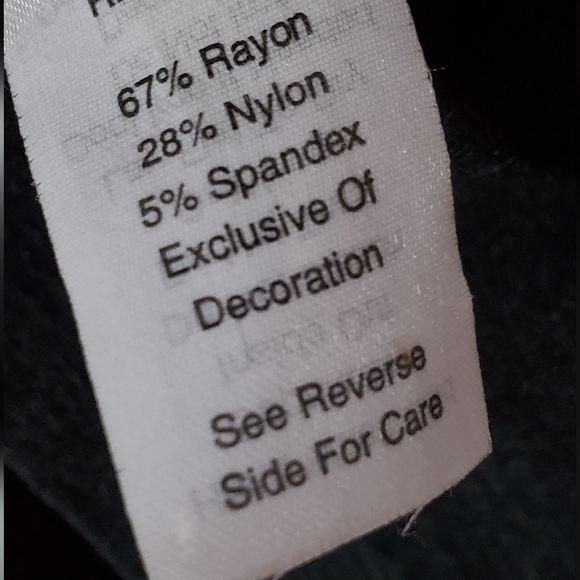 67% Rayon
28% Nylon
5% Spandex
Exclusive Of
Decoration
See Reverse
Side For Care